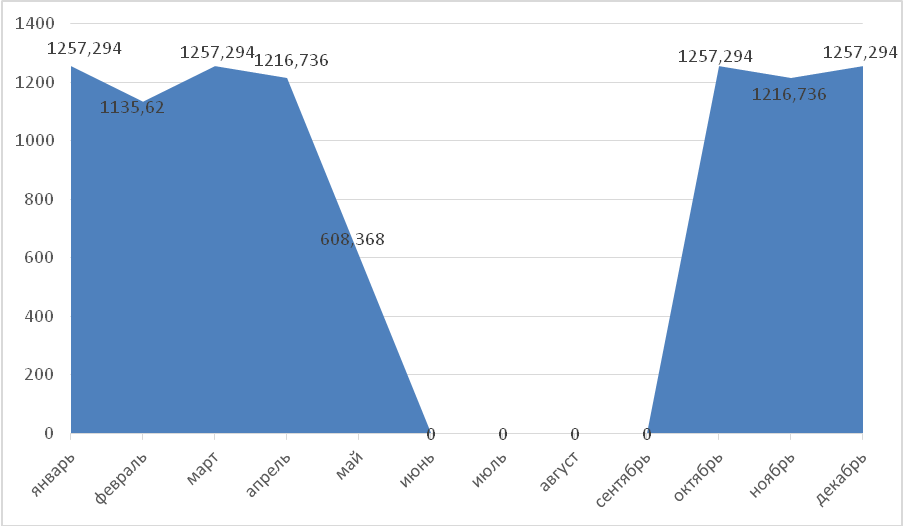 1400
1200
1000
800
600
400
200
0
1257,294
1135,62
1257,294
1216,736
608,368
0
0
0
0
1257,294
1216,736
1257,294
январь
февраль
март
апрель
май
июнь
июль
август
сентябрь
октябрь
ноябрь
декабрь